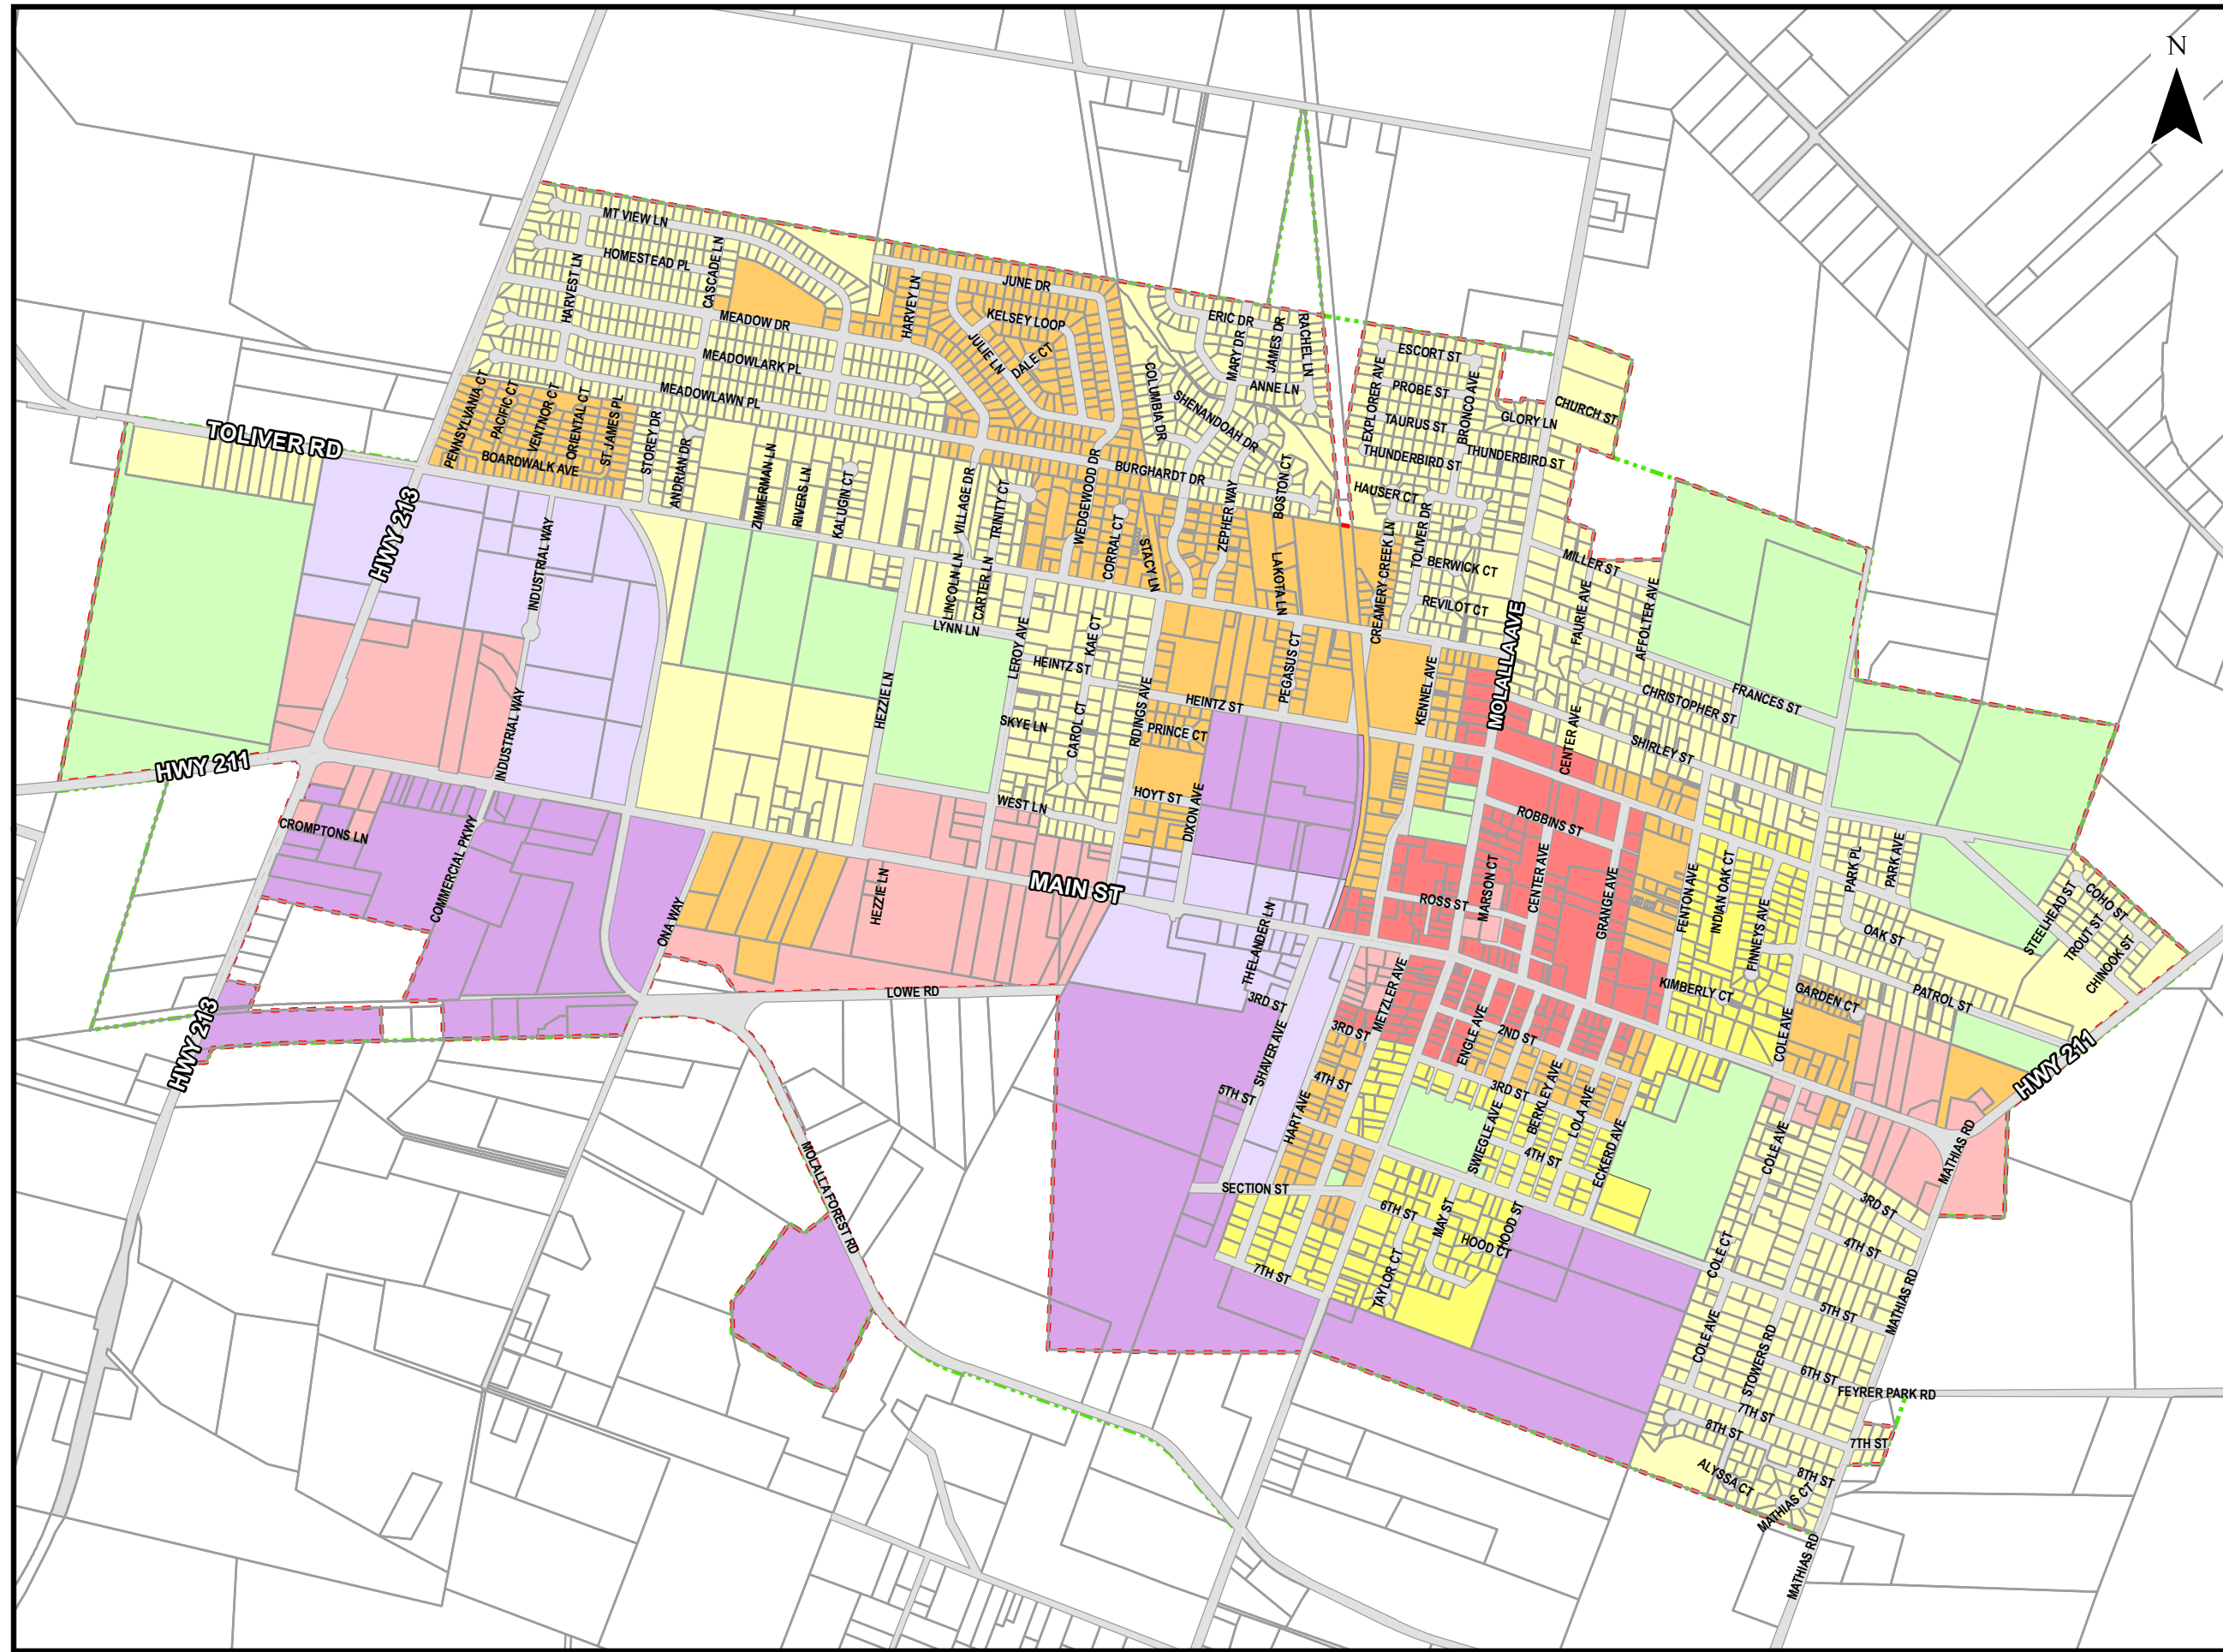 N
MT VIEW LN
HOMESTEAD PL
CASCADE LN
HARVEST LN
MEADOW DR
HARVEY LN
JUNE DR
KELSEY LOOP
JULIE LN
DALE CT
MEADOWLARK PL
MEADOWLAWN PL
ERIC DR
MARY DR
JAMES DR
RACHEL LN
ANNE LN
COLUMBIA DR
SHENANDOAH DR
ESCORT ST
EXPLORER AVE
PROBE ST
BRONCO AVE
TAURUS ST
GLORY LN
CHURCH ST
THUNDERBIRD ST
THUNDERBIRD ST
TOLIVER RD
PENNSYLVANIA CT
PACIFIC CT
VENTNOR CT
ORIENTAL CT
ST JAMES PL
BOARDWALK AVE
STOREY DR
ANDRIAN DR
ZIMMERMAN LN
RIVERS LN
KALUGIN CT
VILLAGE DR
TRINITY CT
WEDGEWOOD DR
BURGHARDT DR
CORRAL CT
STACY LN
ZEPHER WAY
BOSTON CT
HAUSER CT
TOLIVER DR
LAKOTA LN
CREAMERY CREEK LN
BERWICK CT
REVILOT CT
MILLER ST
FAURIE AVE
AFFOLTER AVE
HWY 213
INDUSTRIAL WAY
LINCOLN LN
CARTER LN
LYNN LN
LEROY AVE
KAE CT
HEINTZ ST
HEINTZ ST
PEGASUS CT
KENNEL AVE
MOLALLA AVE
CHRISTOPHER ST
FRANCES ST
INDUSTRIAL WAY
HEZZIE LN
SKYE LN
CAROL CT
RIDINGS AVE
PRINCE CT
CENTER AVE
SHIRLEY ST
HWY 211
CROMPTONS LN
COMMERCIAL PKWY
WEST LN
HOYT ST
DIXON AVE
ROBBINS ST
MARSON CT
CENTER AVE
GRANGE AVE
FENTON AVE
INDIAN OAK CT
FINNEYS AVE
PARK PL
PARK AVE
OAK ST
STEELHEAD ST
COHO ST
TROUT ST
CHINOOK ST
ONA WAY
HEZZIE LN
MAIN ST
ROSS ST
THELANDER LN
METZLER AVE
KIMBERLY CT
GARDEN CT
PATROL ST
HWY 213
LOWE RD
3RD ST
3RD ST
SHAVER AVE
ENGLE AVE
2ND ST
COLE AVE
HWY 211
5TH ST
4TH ST
HART AVE
3RD ST
BERKLEY AVE
LOLA AVE
SWIEGLE AVE
4TH ST
ECKERD AVE
COLE AVE
MATHIAS RD
MOLALLA FOREST RD
SECTION ST
6TH ST
MAY ST
HOOD ST
HOOD CT
7TH ST
TAYLOR CT
3RD ST
4TH ST
COLE CT
5TH ST
MATHIAS RD
COLE AVE
STOWERS RD
6TH ST
FEYRER PARK RD
7TH ST
8TH ST
7TH ST
ALYSSA CT
8TH ST
MATHIAS CT
MATHIAS RD